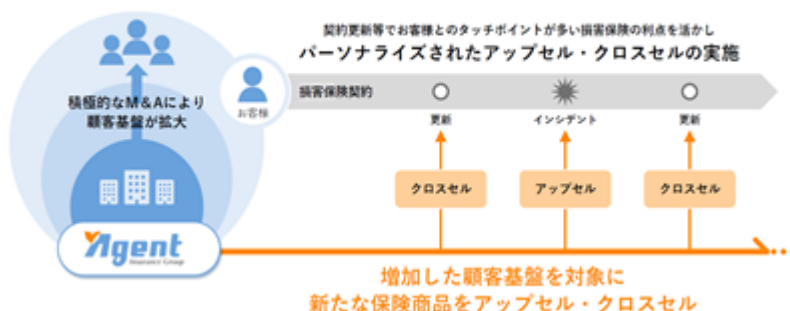 契約更新等でお客様とのタッチポイントが多い損害保険の利点を活かし
パーソナライズされたアップセル・クロスセルの実施
積極的なM&Aにより
顧客基盤が拡大
お客様
損害保険契約
更新
インシデント
更新
クロスセル
アップセル
クロスセル
Agent
Insurance Group
増加した顧客基盤を対象に
新たな保険商品をアップセル・クロスセル